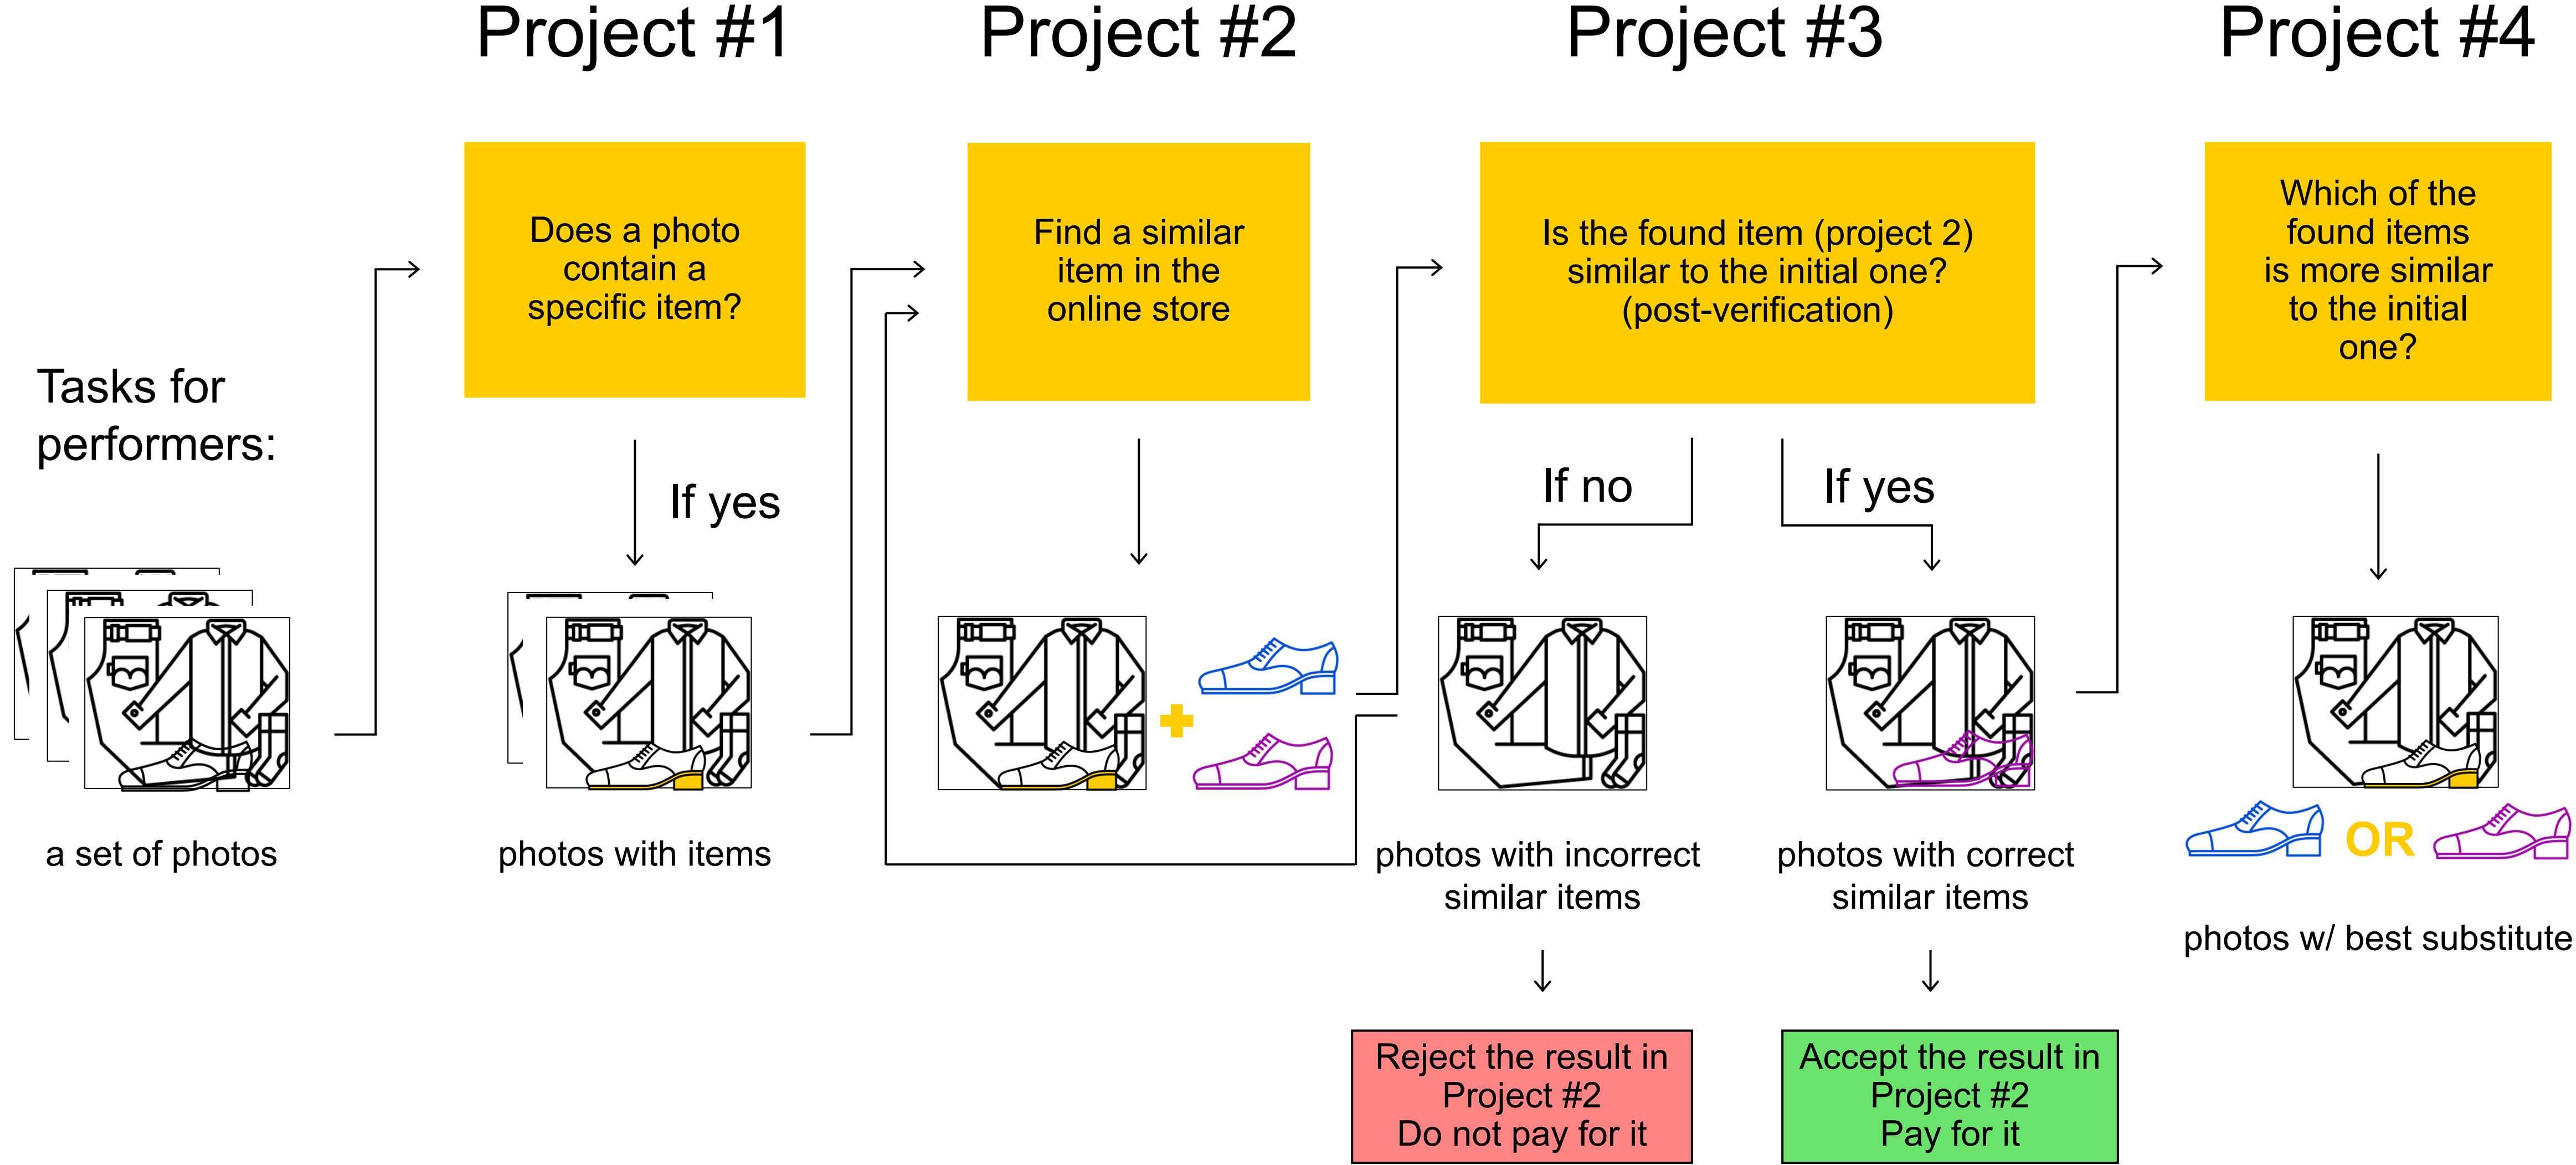 Project #1
Project #2
Project #3
Project #4
Tasks for
performers:
Does a photo
contain a
specific item?
Find a similar
item in the
online store
Is the found item (project 2)
similar to the initial one?
(post-verification)
Which of the
found items
is more similar
to the initial
one?
If yes
If no
If yes
a set of photos
photos with items
photos with incorrect
similar items
photos with correct
similar items
OR
photos w/ best substitute
Reject the result in
Project #2
Do not pay for it
Accept the result in
Project #2
Pay for it